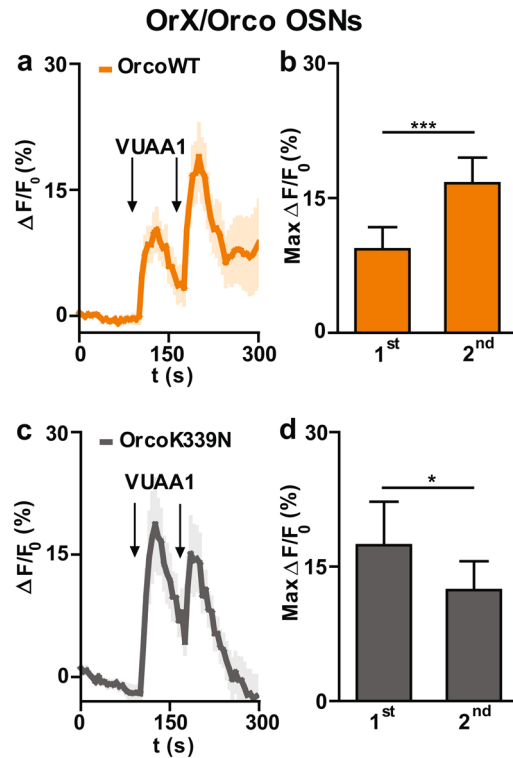 OrX/Orco OSNs
a
OrcoWT
VUAA1
ΔF/F0 (%)
30
15
0
0 150 300
t (s)
b
***
Max ΔF/F0 (%)
30
15
0
1st 2nd
c
OrcoK339N
VUAA1
ΔF/F0 (%)
30
15
0
0 150 300
t (s)
d
*
Max ΔF/F0 (%)
30
15
0
1st 2nd